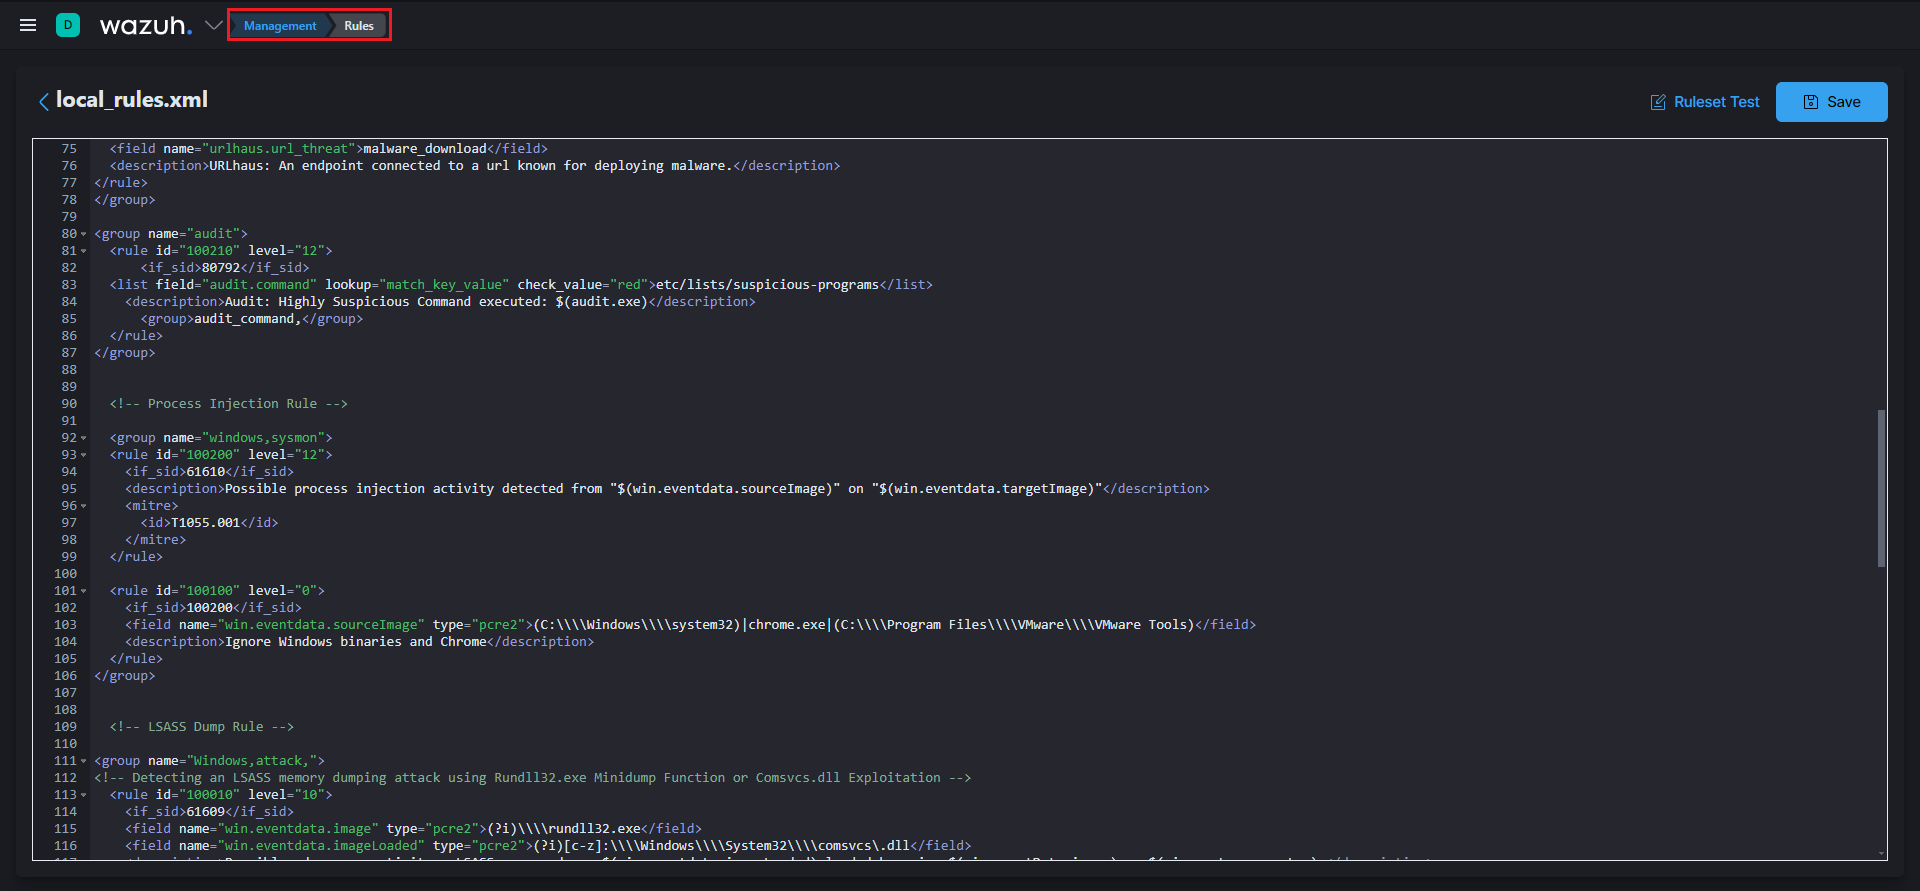 D wazuh. Management Rules
local_rules.xml Ruleset Test Save
75 <field name="urlhaus.url_threat">malware_download</field>
76 <description>URLhaus: An endpoint connected to a url known for deploying malware.</description>
77 </rule>
78 </group>
79
80 <group name="audit">
81 <rule id="100210" level="12">
82 <if_sid>80792</if_sid>
83 <list field="audit.command" lookup="match_key_value" check_value="red">etc/lists/suspicious-programs</list>
84 <description>Audit: Highly Suspicious Command executed: $(audit.exe)</description>
85 <group>audit_command,</group>
86 </rule>
87 </group>
88
89
90 <!-- Process Injection Rule -->
91
92 <group name="windows,sysmon">
93 <rule id="100200" level="12">
94 <if_sid>61610</if_sid>
95 <description>Possible process injection activity detected from "$(win.eventdata.sourceImage)" on "$(win.eventdata.targetImage)"</description>
96 <mitre>
97 <id>T1055.001</id>
98 </mitre>
99 </rule>
100
101 <rule id="100100" level="0">
102 <if_sid>100200</if_sid>
103 <field name="win.eventdata.sourceImage" type="pcre2">(C:\\\\Windows\\\\system32)|chrome.exe|(C:\\\\Program Files\\\\VMware\\\\VMware Tools)</field>
104 <description>Ignore Windows binaries and Chrome</description>
105 </rule>
106 </group>
107
108
109 <!-- LSASS Dump Rule -->
110
111 <group name="Windows,attack,">
112 <!-- Detecting an LSASS memory dumping attack using Rundll32.exe Minidump Function or Comsvcs.dll Exploitation -->
113 <rule id="100010" level="10">
114 <if_sid>61609</if_sid>
115 <field name="win.eventdata.image" type="pcre2">(?i)\\\\rundll32.exe</field>
116 <field name="win.eventdata.imageLoaded" type="pcre2">(?i)[c-z]:\\\\Windows\\\\System32\\\\comsvcs\.dll</field>